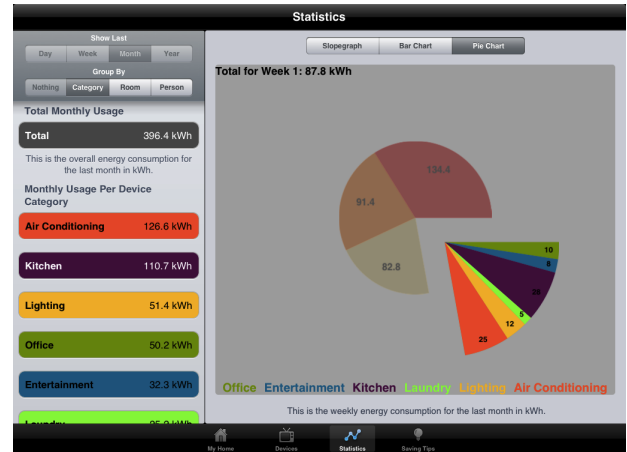 Statistics
Show Last
Day Week Month Year
Group By
Nothing Category Room Person
Total Monthly Usage
Total 396.4 kWh
This is the overall energy consumption for
the last month in kWh.
Monthly Usage Per Device
Category
Air Conditioning 126.6 kWh
Kitchen 110.7 kWh
Lighting 51.4 kWh
Office 50.2 kWh
Entertainment 32.3 kWh
Laundry
Slopegraph Bar Chart Pie Chart
Total for Week 1: 87.8 kWh
134.4
91.4
82.8
10
8
5
12
25
Office Entertainment Kitchen Laundry Lighting Air Conditioning
This is the weekly energy consumption for the last month in kWh.
My Home Devices Statistics Saving Tips